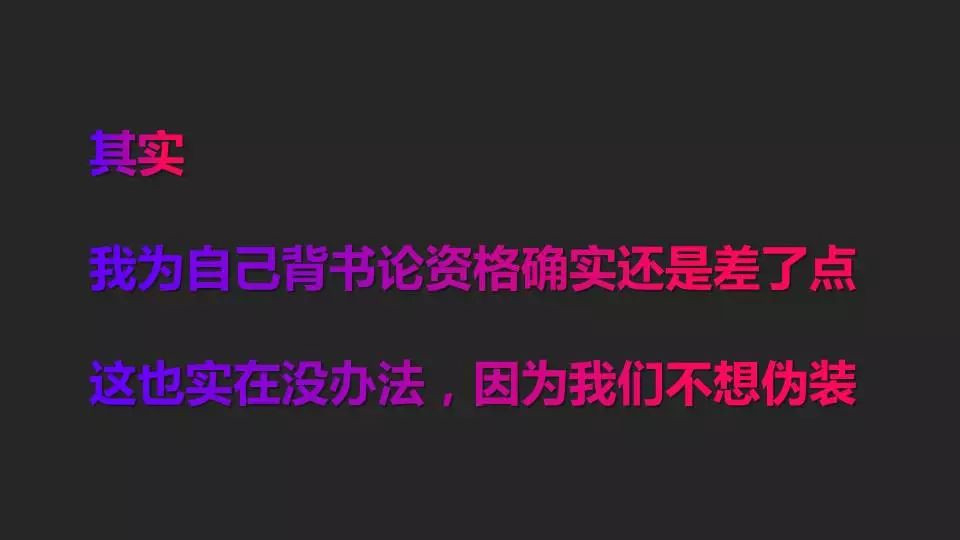 其实
我为自己背书论资格确实还是差了点
这也实在没办法，因为我们不想伪装